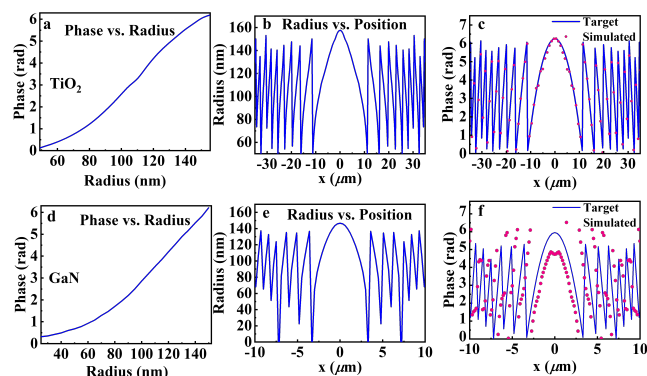 a
Phase vs. Radius
TiO2
Phase (rad)
0
1
2
3
4
5
6
60
80
100
120
140
Radius (nm)
b
Radius vs. Position
Radius (nm)
60
80
100
120
140
160
-30
-20
-10
0
10
20
30
x (μm)
c
Target
Simulated
Phase (rad)
0
1
2
3
4
5
6
7
-30
-20
-10
0
10
20
30
x (μm)
d
Phase vs. Radius
GaN
Phase (rad)
0
1
2
3
4
5
6
40
60
80
100
120
140
Radius (nm)
e
Radius vs. Position
Radius (nm)
0
20
40
60
80
100
120
140
160
-10
-5
0
5
10
x (μm)
f
Target
Simulated
Phase (rad)
0
1
2
3
4
5
6
7
-10
-5
0
5
10
x (μm)